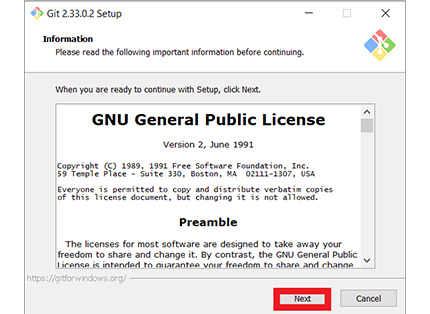 Git 2.33.0.2 Setup
Information
Please read the following important information before continuing.
When you are ready to continue with Setup, click Next.
GNU General Public License
Version 2, June 1991
Copyright (C) 1989, 1991 Free Software Foundation, Inc.
59 Temple Place - Suite 330, Boston, MA  02111-1307, USA
Everyone is permitted to copy and distribute verbatim copies
of this license document, but changing it is not allowed.
Preamble
The licenses for most software are designed to take away your
freedom to share and change it. By contrast, the GNU General Public
License is intended to guarantee your freedom to share and change
https://gitforwindows.org/
Next
Cancel